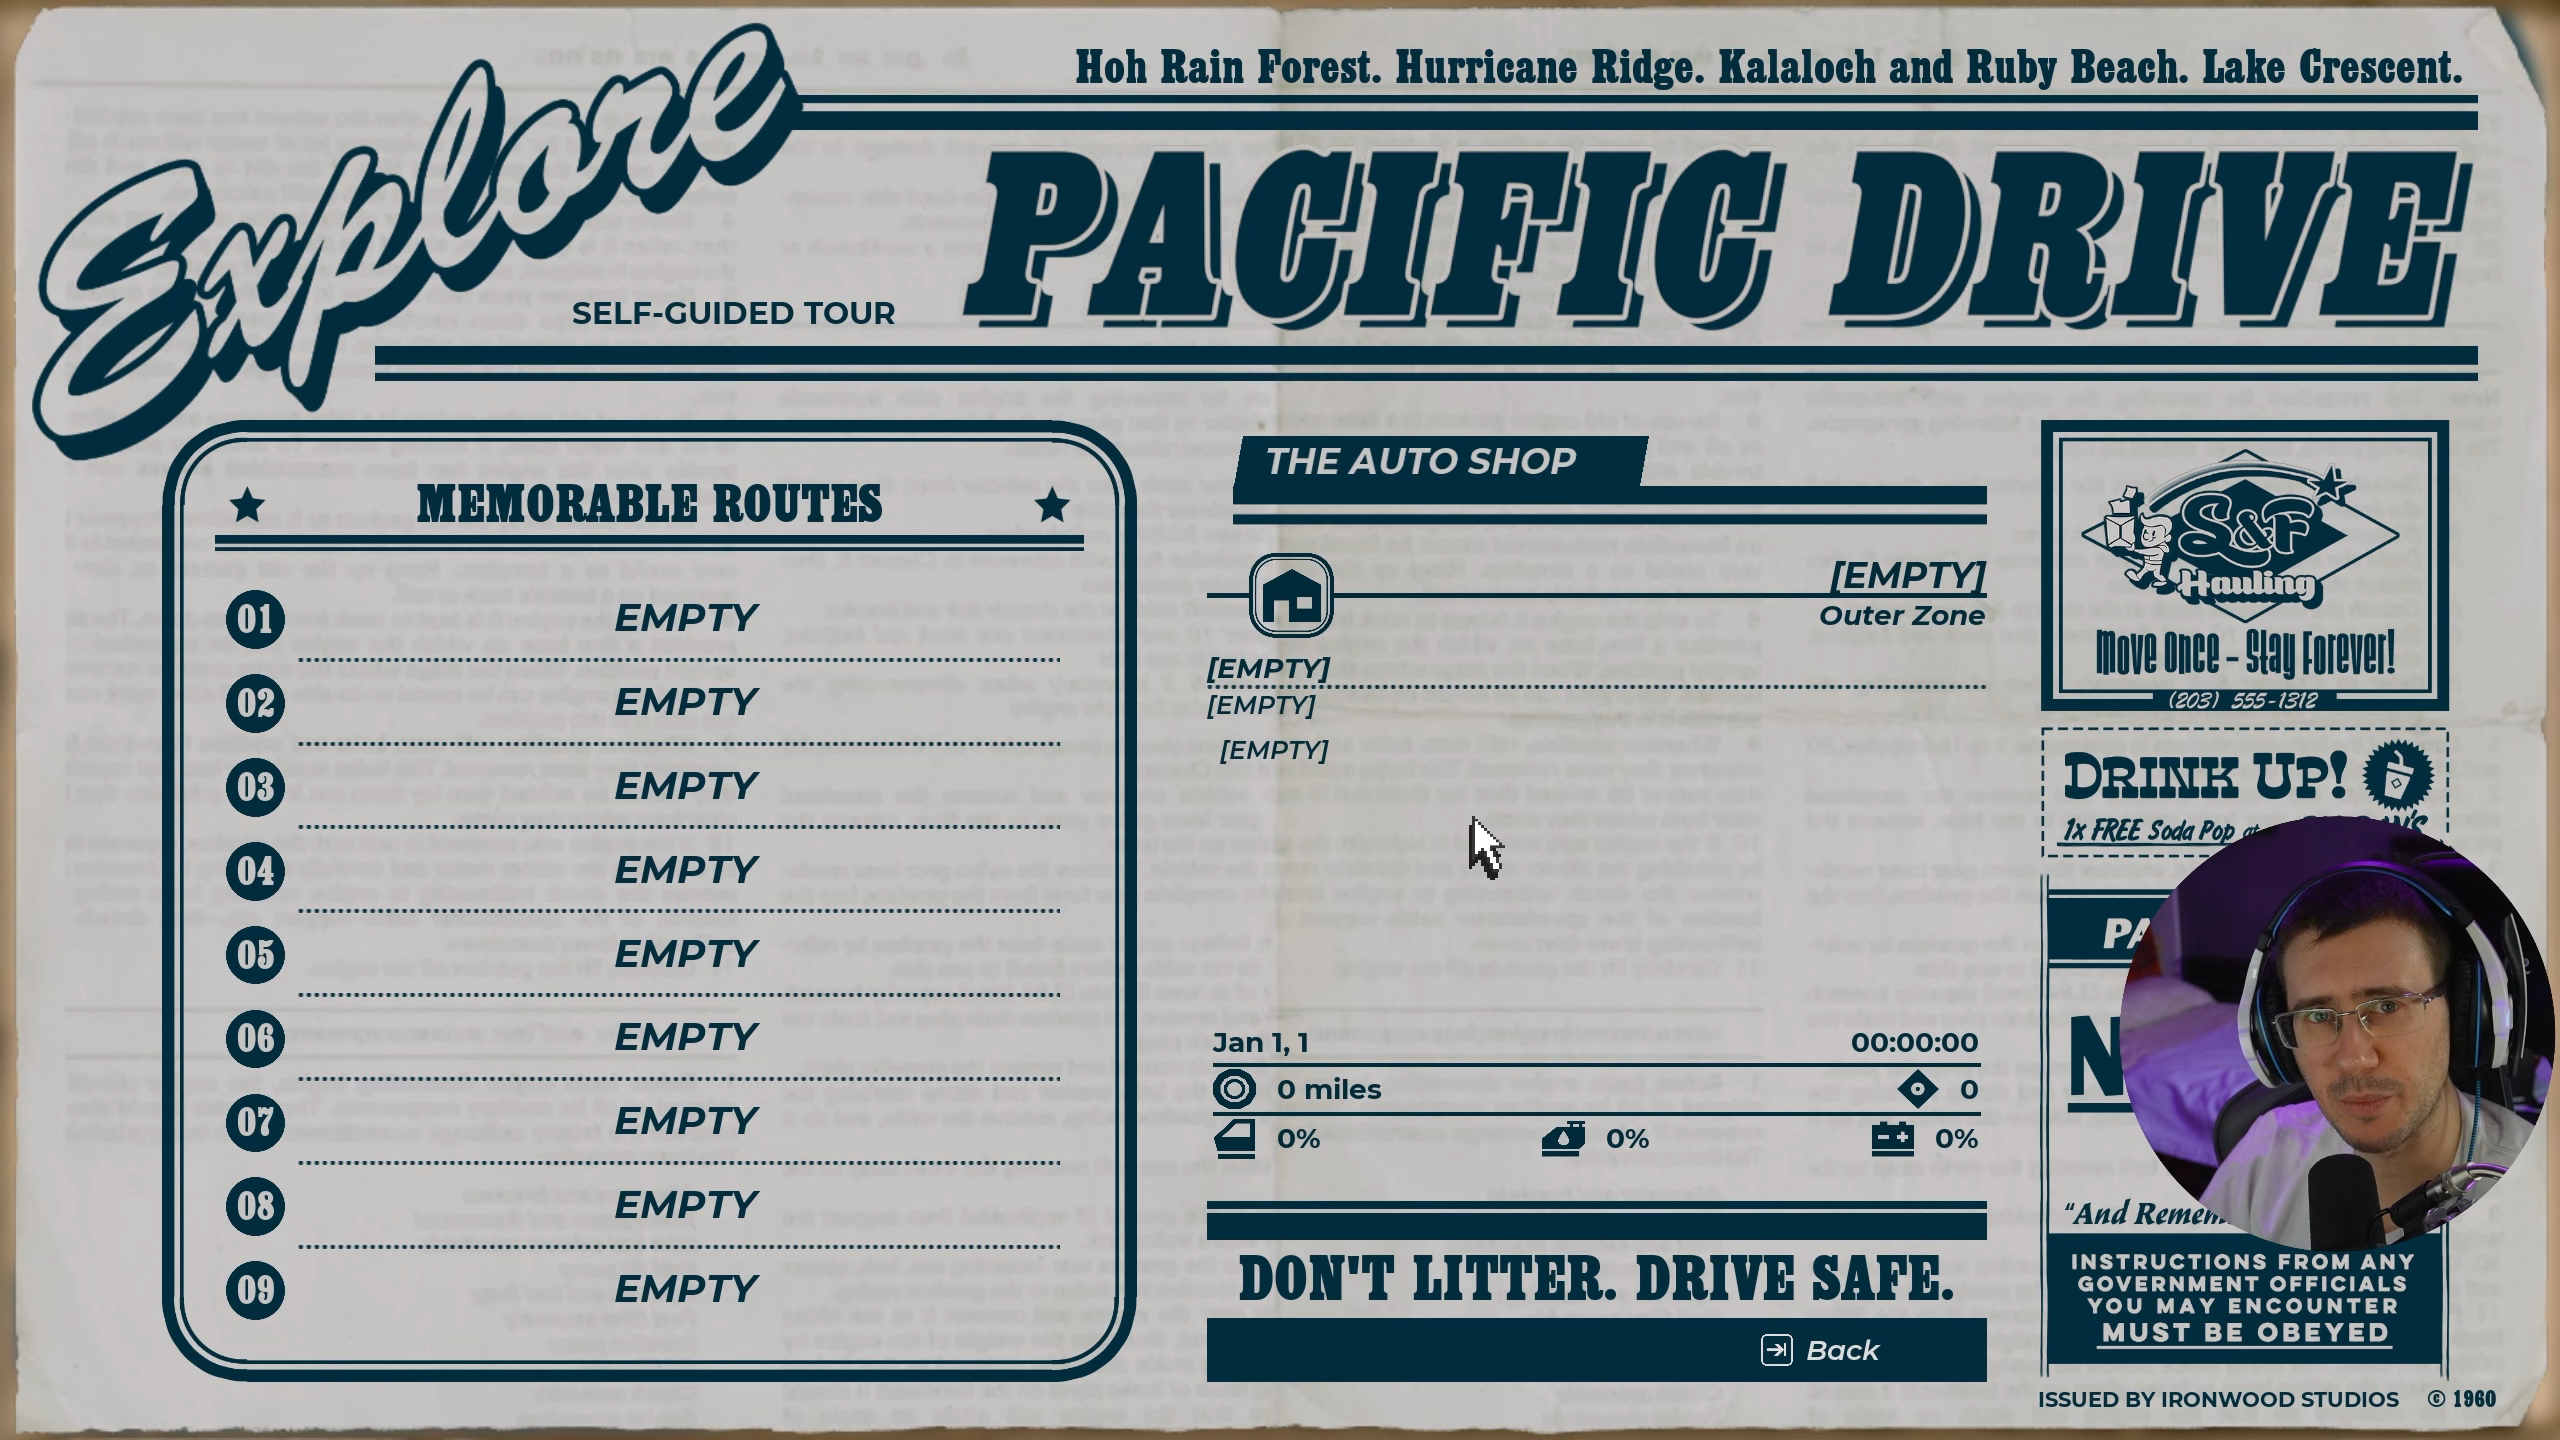 Explore
Hoh Rain Forest. Hurricane Ridge. Kalaloch and Ruby Beach. Lake Crescent.
SELF-GUIDED TOUR
PACIFIC DRIVE
MEMORABLE ROUTES
01 EMPTY
02 EMPTY
03 EMPTY
04 EMPTY
05 EMPTY
06 EMPTY
07 EMPTY
08 EMPTY
09 EMPTY
THE AUTO SHOP
[EMPTY]
Outer Zone
[EMPTY]
[EMPTY]
[EMPTY]
Jan 1, 1 00:00:00
0 miles 0
0% 0% 0%
DON'T LITTER. DRIVE SAFE.
Back
S&F
Hauling
Move Once - Stay Forever!
(203) 555-1312
DRINK UP!
1x FREE Soda Pop at
"And
INSTRUCTIONS FROM ANY
GOVERNMENT OFFICIALS
YOU MAY ENCOUNTER
MUST BE OBEYED
ISSUED BY IRONWOOD STUDIOS © 1960